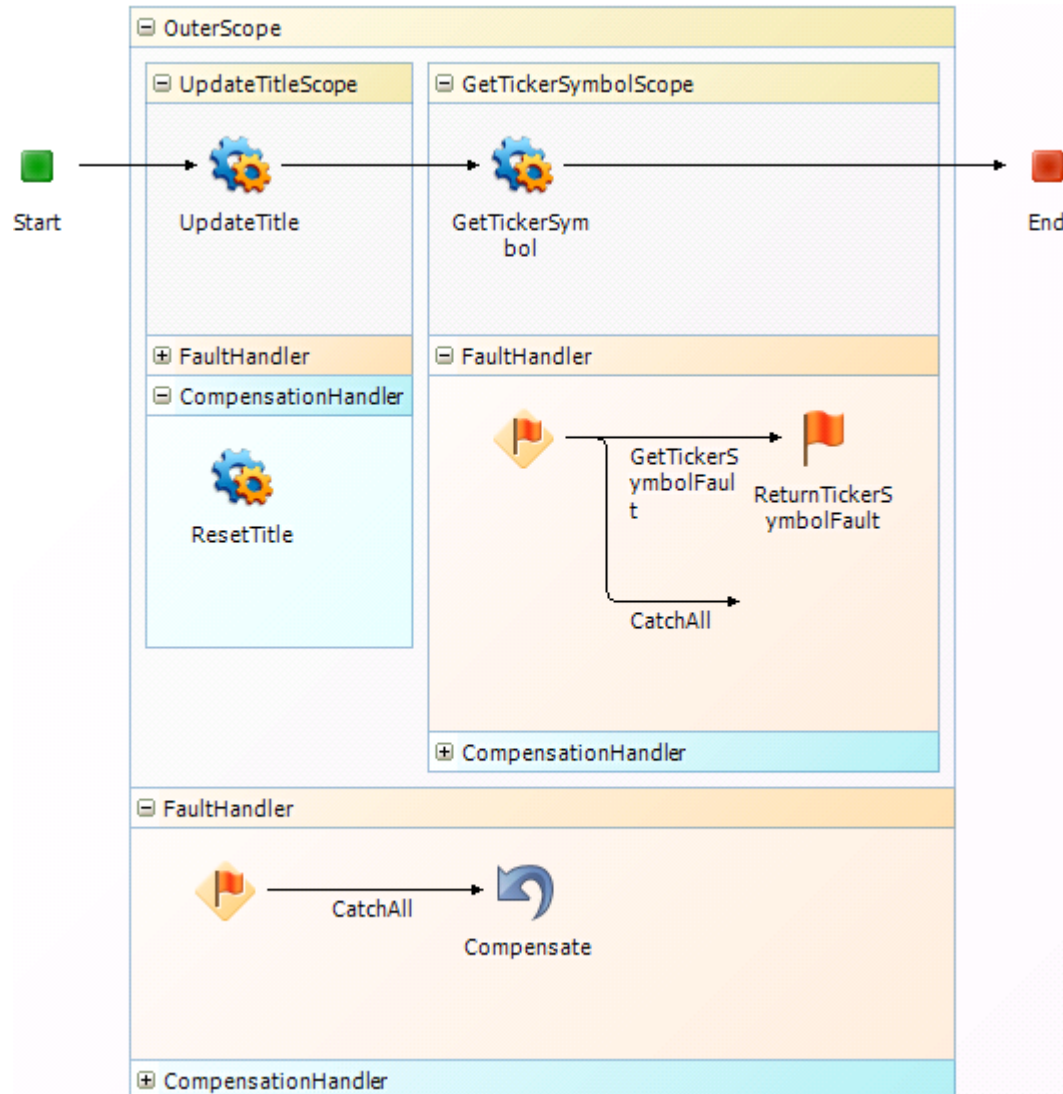 OuterScope
UpdateTitleScope
GetTickerSymbolScope
Start
UpdateTitle
GetTickerSym
bol
End
FaultHandler
FaultHandler
CompensationHandler
ResetTitle
GetTickerS
ymbolFaul
t
ReturnTickerS
ymbolFault
CatchAll
CompensationHandler
FaultHandler
CatchAll
Compensate
CompensationHandler